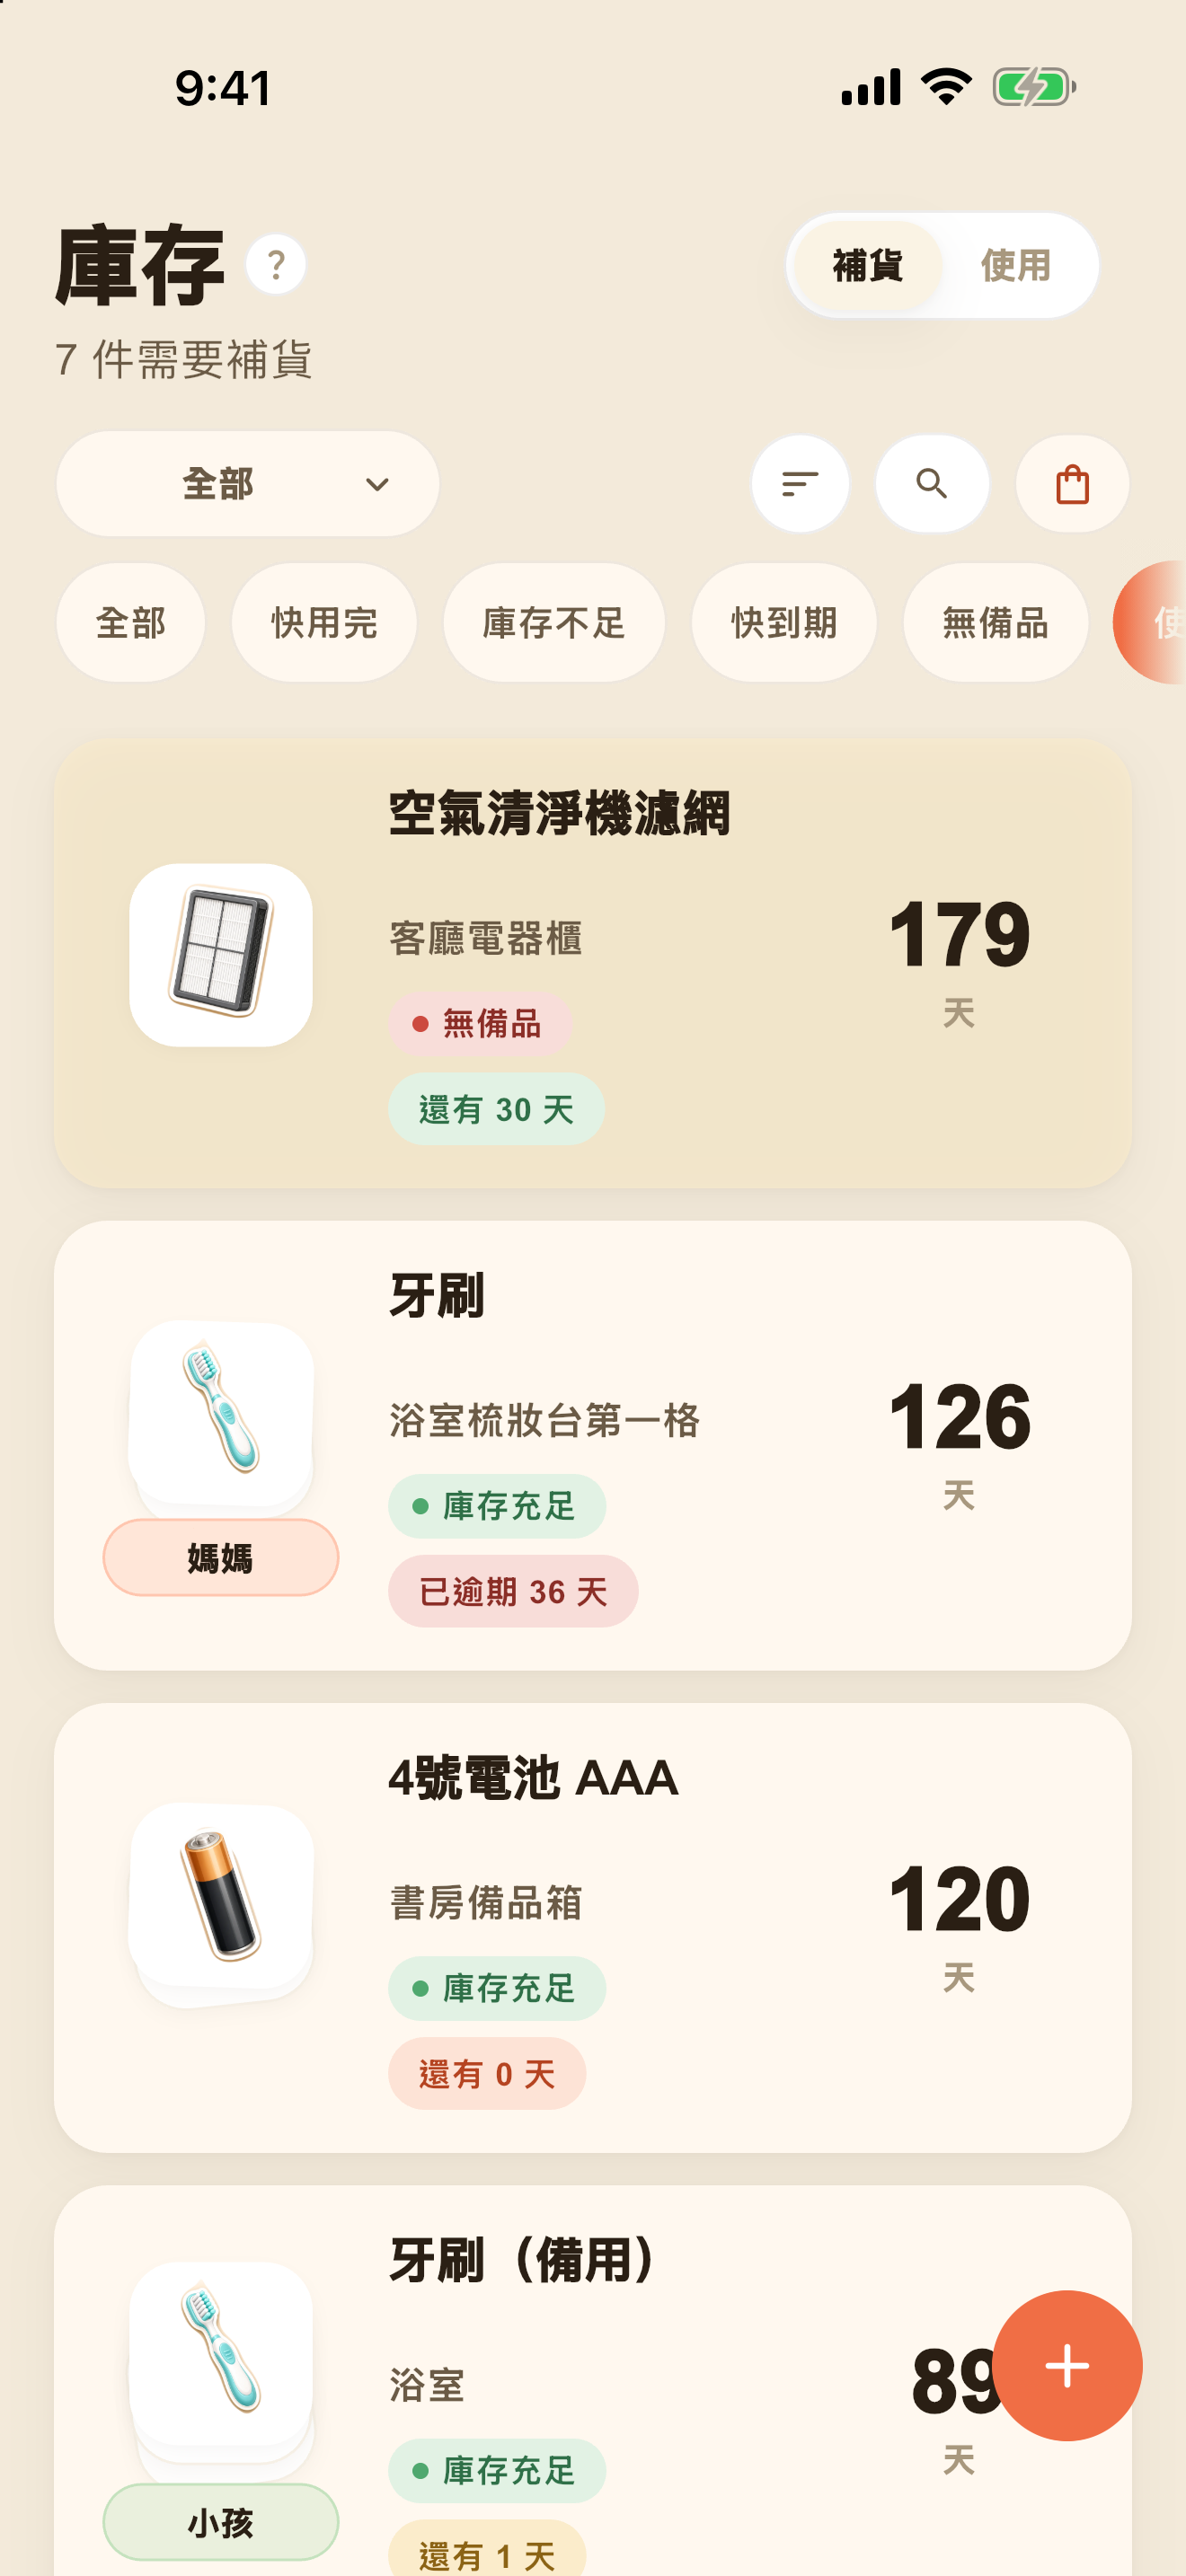 9:41
庫存 ?
補貨 使用
7 件需要補貨
全部
全部 快用完 庫存不足 快到期 無備品 使
空氣清淨機濾網
客廳電器櫃
179
天
無備品
還有 30 天
牙刷
浴室梳妝台第一格
126
天
庫存充足
媽媽
已逾期 36 天
4號電池 AAA
書房備品箱
120
天
庫存充足
還有 0 天
牙刷（備用）
浴室
89
天
庫存充足
小孩
還有 1 天